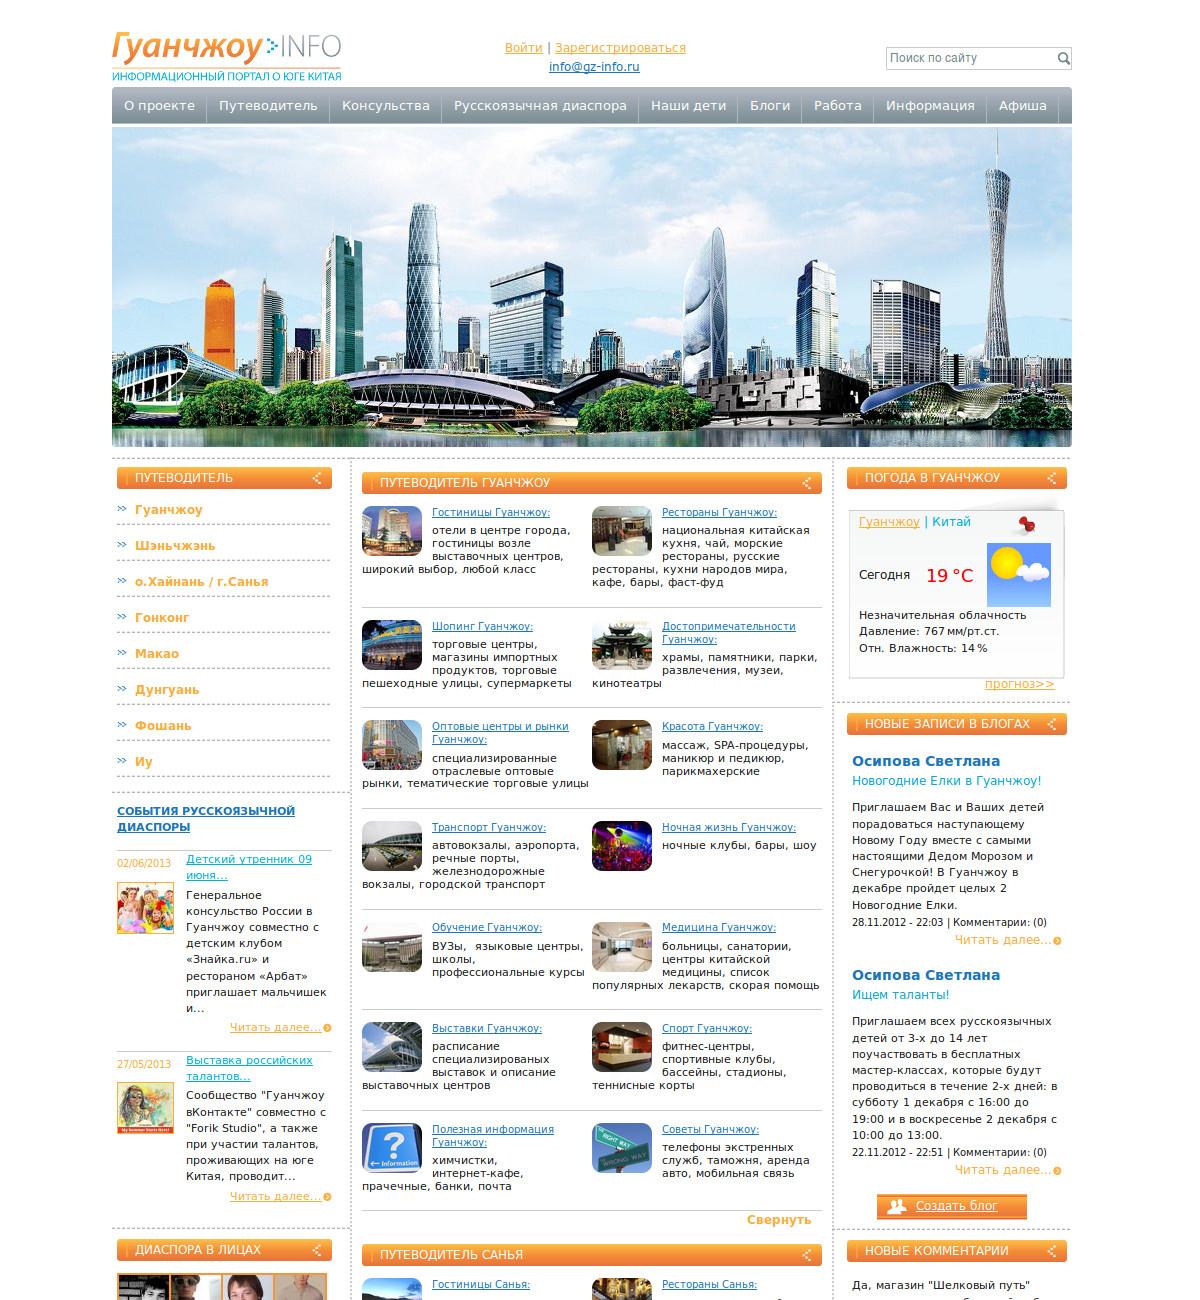 Гуанчжоу INFO
ИНФОРМАЦИОННЫЙ ПОРТАЛ О ЮГЕ КИТАЯ
Войти | Зарегистрироваться
info@gz-info.ru
Поиск по сайту
О проекте Путеводитель Консульства Русскоязычная диаспора Наши дети Блоги Работа Информация Афиша
ПУТЕВОДИТЕЛЬ
Гуанчжоу
Шэньчжэнь
о.Хайнань / г.Санья
Гонконг
Макао
Дунгуань
Фошань
Иу
СОБЫТИЯ РУССКОЯЗЫЧНОЙ
ДИАСПОРЫ
02/06/2013
Детский утренник 09
июня...
Генеральное
консульство России в
Гуанчжоу совместно с
детским клубом
«Знайка.ru» и
рестораном «Арбат»
приглашает мальчишек
и...
Читать далее...
27/05/2013
Выставка российских
талантов...
Сообщество "Гуанчжоу
вКонтакте" совместно с
"Forik Studio", а также
при участии талантов,
проживающих на юге
Китая, проводит...
Читать далее...
ДИАСПОРА В ЛИЦАХ
ПУТЕВОДИТЕЛЬ ГУАНЧЖОУ
Гостиницы Гуанчжоу:
отели в центре города,
гостиницы возле
выставочных центров,
широкий выбор, любой класс
Рестораны Гуанчжоу:
национальная китайская
кухня, чай, морские
рестораны, русские
рестораны, кухни народов мира,
кафе, бары, фаст-фуд
Шопинг Гуанчжоу:
торговые центры,
магазины импортных
продуктов, торговые
пешеходные улицы, супермаркеты
Достопримечательности
Гуанчжоу:
храмы, памятники, парки,
развлечения, музеи,
кинотеатры
Оптовые центры и рынки
Гуанчжоу:
специализированные
отраслевые оптовые
рынки, тематические торговые улицы
Красота Гуанчжоу:
массаж, SPA-процедуры,
маникюр и педикюр,
парикмахерские
Транспорт Гуанчжоу:
автовокзалы, аэропорта,
речные порты,
железнодорожные
вокзалы, городской транспорт
Ночная жизнь Гуанчжоу:
ночные клубы, бары, шоу
Обучение Гуанчжоу:
ВУЗы, языковые центры,
школы,
профессиональные курсы
Медицина Гуанчжоу:
больницы, санатории,
центры китайской
медицины, список
популярных лекарств, скорая помощь
Выставки Гуанчжоу:
расписание
специализированых
выставок и описание
выставочных центров
Спорт Гуанчжоу:
фитнес-центры,
спортивные клубы,
бассейны, стадионы,
теннисные корты
Information
Полезная информация
Гуанчжоу:
химчистки,
интернет-кафе,
прачечные, банки, почта
RIGHT WAY
WRONG WAY
Советы Гуанчжоу:
телефоны экстренных
служб, таможня, аренда
авто, мобильная связь
Свернуть
ПУТЕВОДИТЕЛЬ САНЬЯ
Гостиницы Санья:
Рестораны Санья:
ПОГОДА В ГУАНЧЖОУ
Гуанчжоу | Китай
Сегодня 19 °C
Незначительная облачность
Давление: 767 мм/рт.ст.
Отн. Влажность: 14 %
прогноз>>
НОВЫЕ ЗАПИСИ В БЛОГАХ
Осипова Светлана
Новогодние Елки в Гуанчжоу!
Приглашаем Вас и Ваших детей
порадоваться наступающему
Новому Году вместе с самыми
настоящими Дедом Морозом и
Снегурочкой! В Гуанчжоу в
декабре пройдет целых 2
Новогодние Елки.
28.11.2012 - 22:03 | Комментарии: (0)
Читать далее...
Осипова Светлана
Ищем таланты!
Приглашаем всех русскоязычных
детей от 3-х до 14 лет
поучаствовать в бесплатных
мастер-классах, которые будут
проводиться в течение 2-х дней: в
субботу 1 декабря с 16:00 до
19:00 и в воскресенье 2 декабря с
10:00 до 13:00.
22.11.2012 - 22:51 | Комментарии: (0)
Читать далее...
Создать блог
НОВЫЕ КОММЕНТАРИИ
Да, магазин "Шелковый путь"